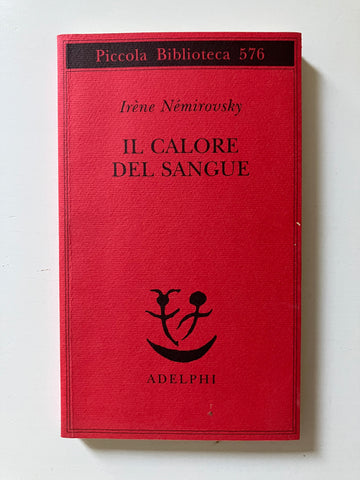 Piccola Biblioteca 576
Irène Némirovsky
IL CALORE
DEL SANGUE
ADELPHI